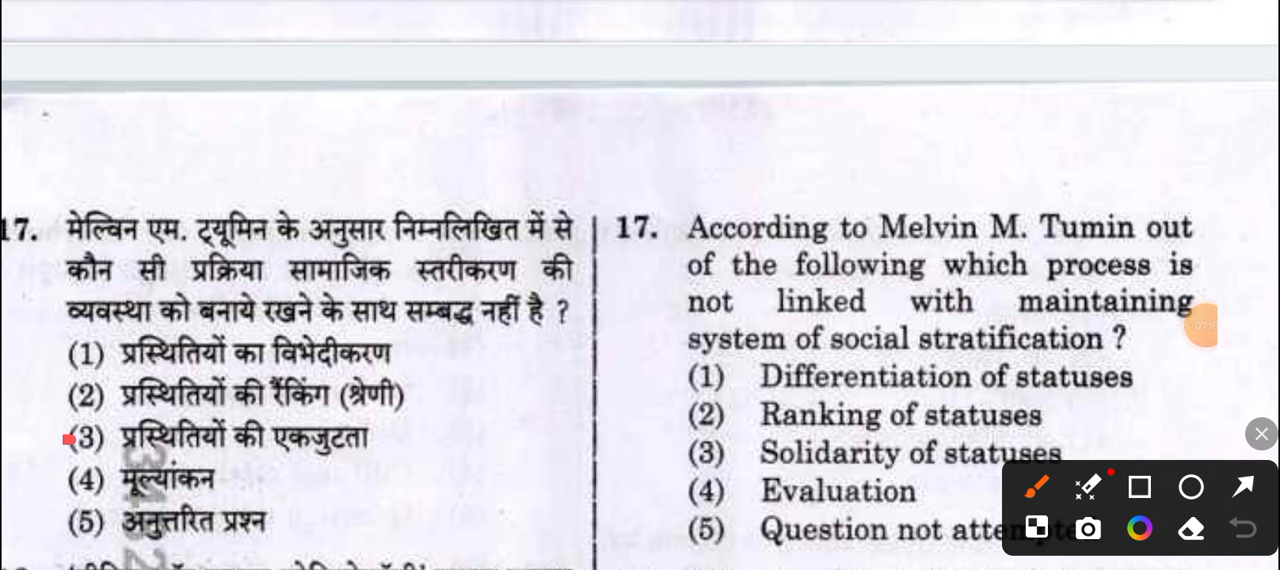 17. मेल्विन एम. ट्यूमिन के अनुसार निम्नलिखित में से
कौन सी प्रक्रिया सामाजिक स्तरीकरण की
व्यवस्था को बनाये रखने के साथ सम्बद्ध नहीं है ?
(1) प्रस्थितियों का विभेदीकरण
(2) प्रस्थितियों की रैंकिंग (श्रेणी)
(3) प्रस्थितियों की एकजुटता
(4) मूल्यांकन
(5) अनुत्तरित प्रश्न
17. According to Melvin M. Tumin out
of the following which process is
not linked with maintaining
system of social stratification ?
(1) Differentiation of statuses
(2) Ranking of statuses
(3) Solidarity of statuses
(4) Evaluation
(5) Question not attempted